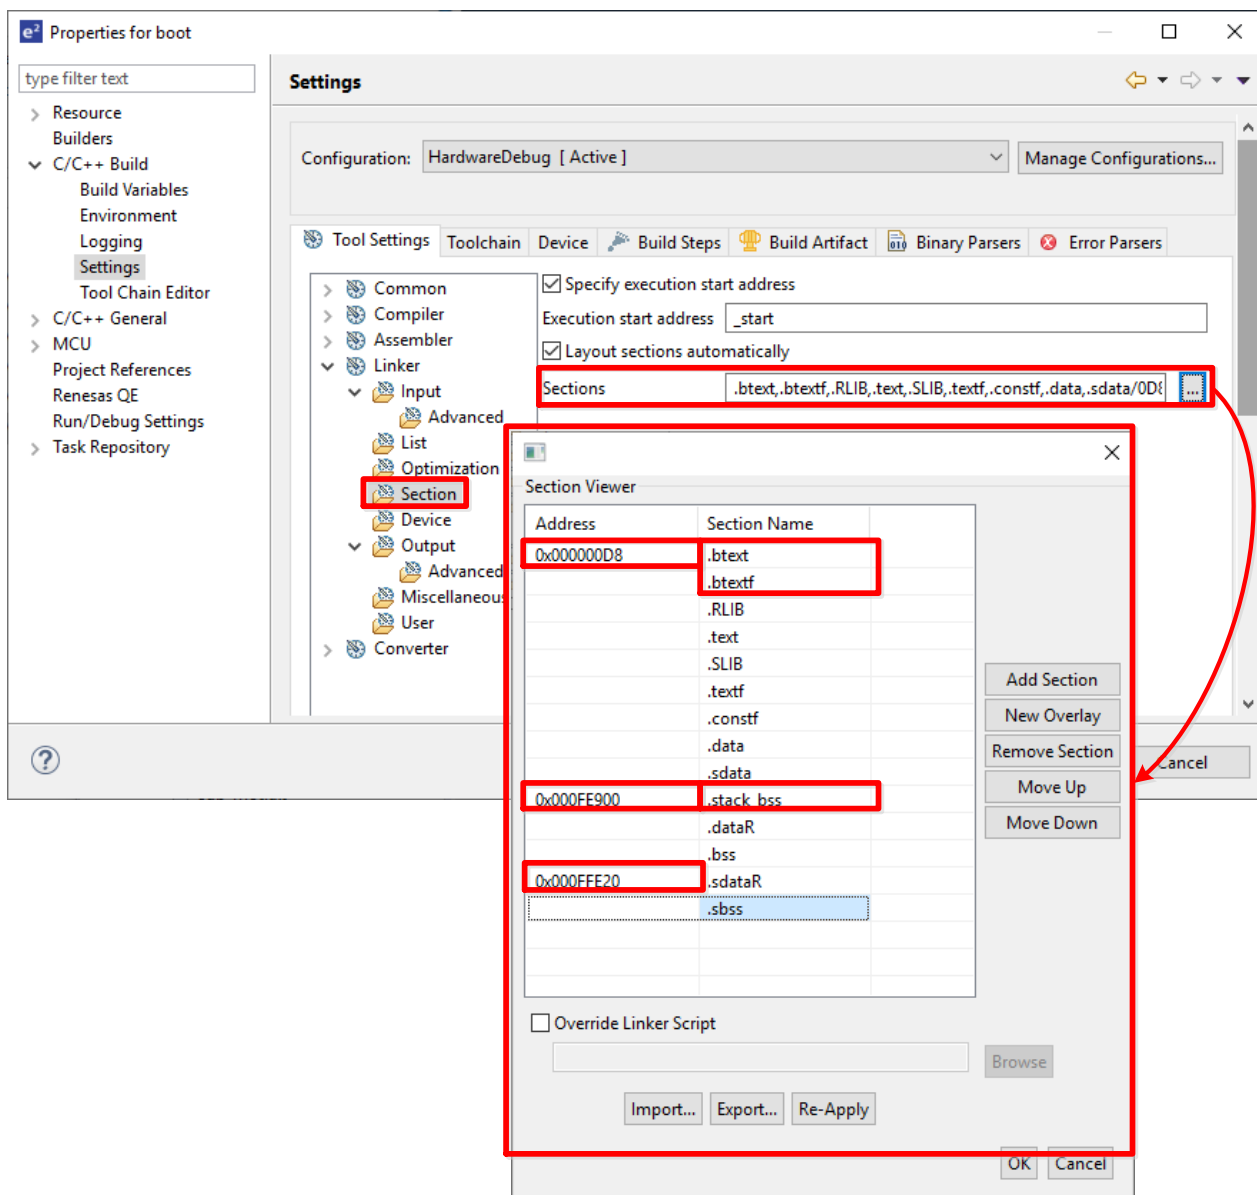 e² Properties for boot
type filter text
Resource
Builders
C/C++ Build
Build Variables
Environment
Logging
Settings
Tool Chain Editor
C/C++ General
MCU
Project References
Renesas QE
Run/Debug Settings
Task Repository
Settings
Configuration: HardwareDebug [ Active ] Manage Configurations...
Tool Settings Toolchain Device Build Steps Build Artifact Binary Parsers Error Parsers
Common
Compiler
Assembler
Linker
Input
Advanced
List
Optimization
Section
Device
Output
Advanced
Miscellaneous
User
Converter
Specify execution start address
Execution start address _start
Layout sections automatically
Sections .btext,.btextf,.RLIB,.text,.SLIB,.textf,.constf,.data,.sdata/0D8 ...
Section Viewer
Address Section Name
0x000000D8 .btext
.btextf
.RLIB
.text
.SLIB
.textf
.constf
.data
.sdata
0x000FE900 .stack_bss
.dataR
.bss
0x000FFE20 .sdataR
.sbss
Add Section
New Overlay
Remove Section
Move Up
Move Down
Override Linker Script
Browse
Import... Export... Re-Apply
OK Cancel
Cancel